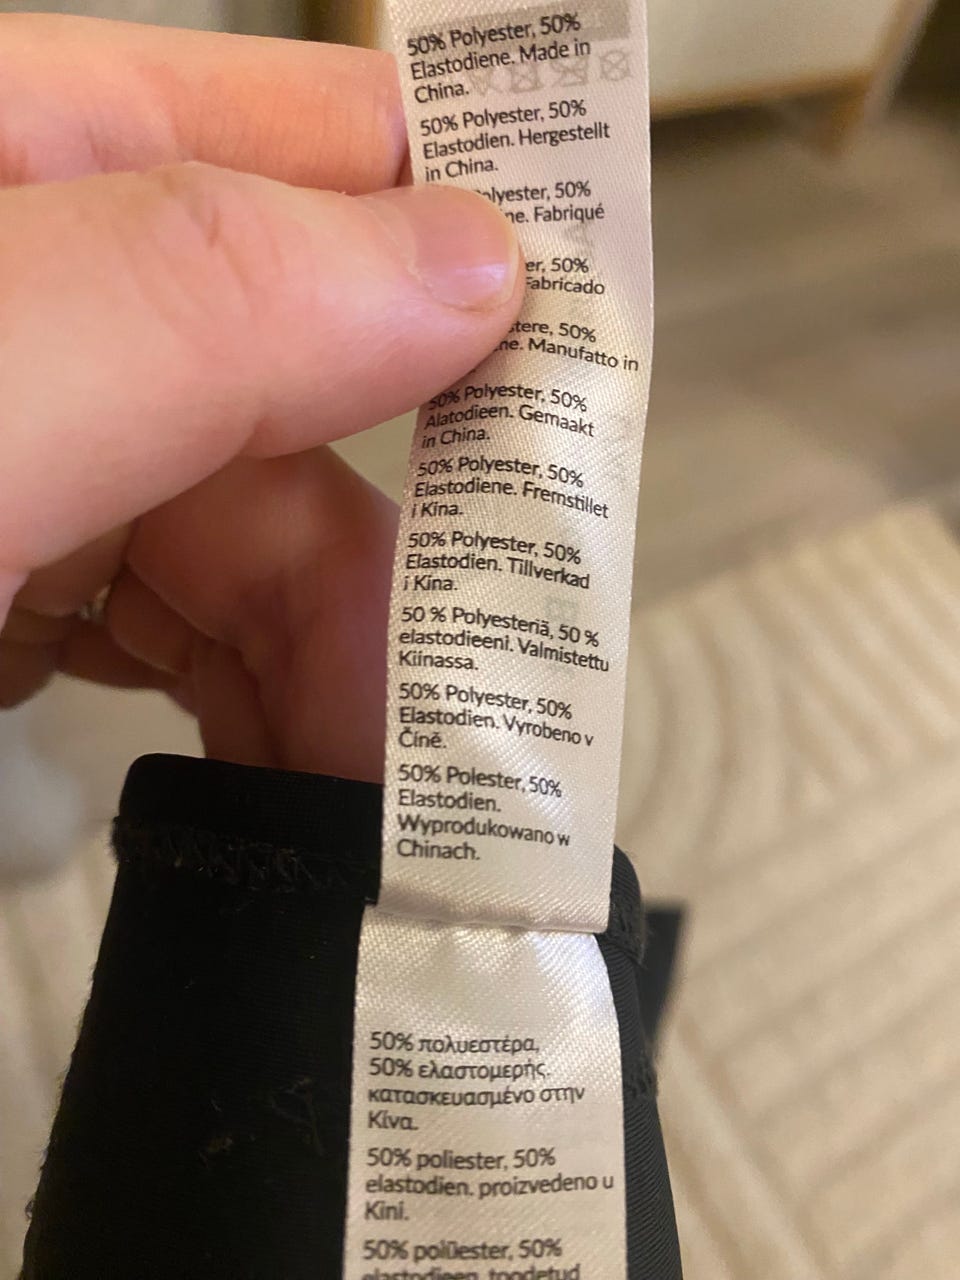 50% Polyester, 50%
Elastodiene. Made in
China.
50% Polyester, 50%
Elastodien. Hergestellt
in China.
50%
Fabriqué
50%
Fabricado
50%
Manufatto in
50% Polyester, 50%
Alatodieen. Gemaakt
in China.
50% Polyester, 50%
Elastodiene. Fremstillet
i Kina.
50% Polyester, 50%
Elastodien. Tillverkad
i Kina.
50 % Polyesteriä, 50 %
elastodieeni. Valmistettu
Kiinassa.
50% Polyester, 50%
Elastodien. Vyrobeno v
Číně.
50% Polester, 50%
Elastodien.
Wyprodukowano w
Chinach.
50% πολυεστέρα,
50% ελαστομερής.
κατασκευασμένο στην
Κίνα.
50% poliester, 50%
elastodien. proizvedeno u
Kini.
50% polüester, 50%
elastodieen. toodetud